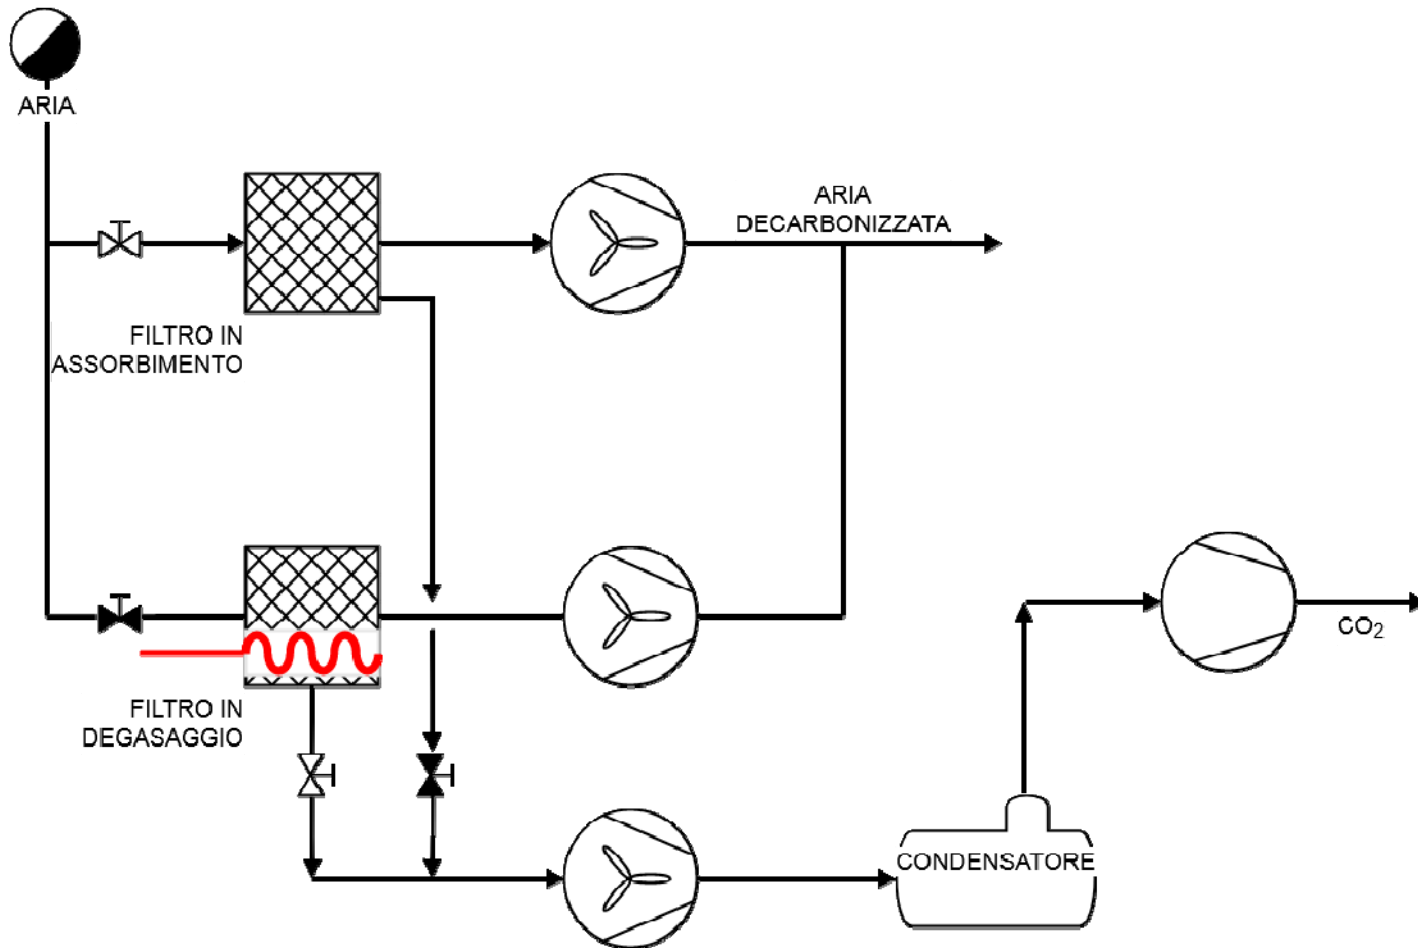 ARIA
ARIA
DECARBONIZZATA
FILTRO IN
ASSORBIMENTO
CO2
FILTRO IN
DEGASAGGIO
CONDENSATORE